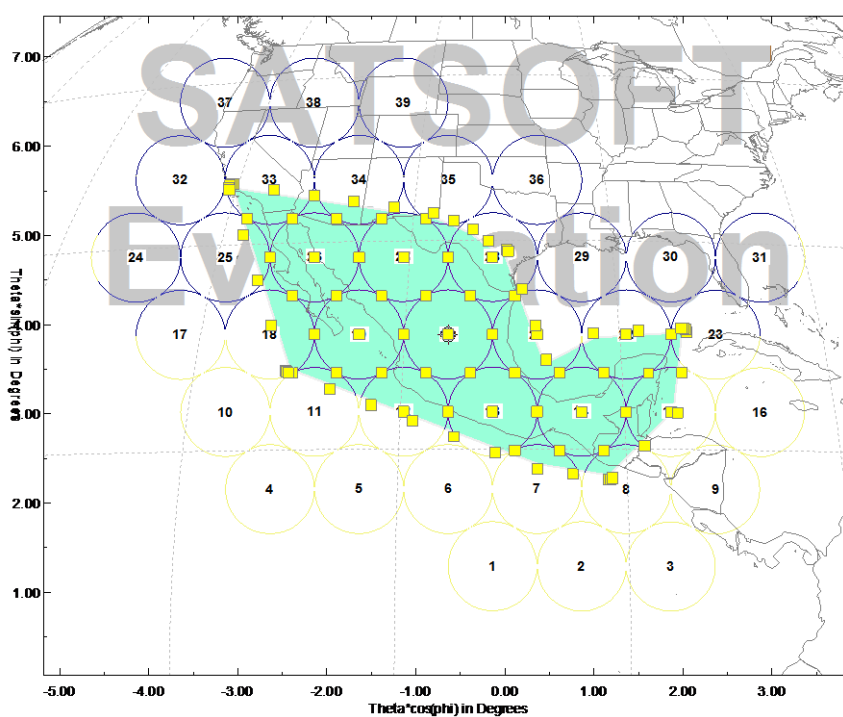 SATSOFT
Evaluation
7.00
6.00
5.00
4.00
3.00
2.00
1.00
Theta*sin(phi) in Degrees
37 38 39
32 33 34 35 36
24 25 29 30 31
17 18 23
10 11 16
4 5 6 7 8 9
1 2 3
-5.00 -4.00 -3.00 -2.00 -1.00 0.00 1.00 2.00 3.00
Theta*cos(phi) in Degrees